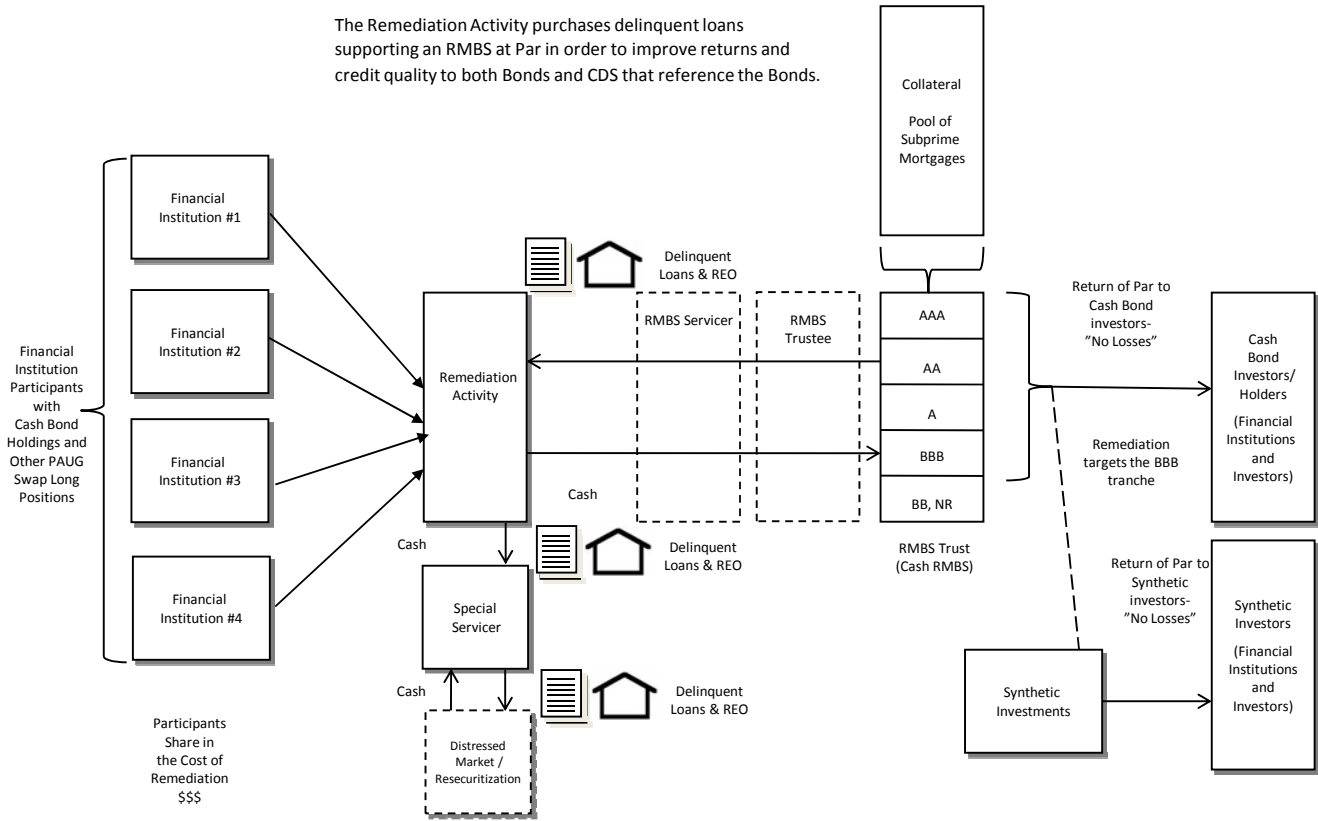 The Remediation Activity purchases delinquent loans
supporting an RMBS at Par in order to improve returns and
credit quality to both Bonds and CDS that reference the Bonds.
Collateral
Pool of
Subprime
Mortgages
Financial
Institution #1
Financial
Institution #2
Financial
Institution #3
Financial
Institution #4
Financial
Institution
Participants
with
Cash Bond
Holdings and
Other PAUG
Swap Long
Positions
Participants
Share in
the Cost of
Remediation
$$$
Remediation
Activity
Delinquent
Loans & REO
RMBS Servicer
RMBS
Trustee
Cash
AAA
AA
A
BBB
BB, NR
RMBS Trust
(Cash RMBS)
Return of Par to
Cash Bond
investors-
”No Losses”
Remediation
targets the BBB
tranche
Cash
Bond
Investors/
Holders
(Financial
Institutions
and
Investors)
Cash
Delinquent
Loans & REO
Special
Servicer
Cash
Delinquent
Loans & REO
Distressed
Market /
Resecuritization
Return of Par to
Synthetic
investors-
”No Losses”
Synthetic
Investments
Synthetic
Investors
(Financial
Institutions
and
Investors)